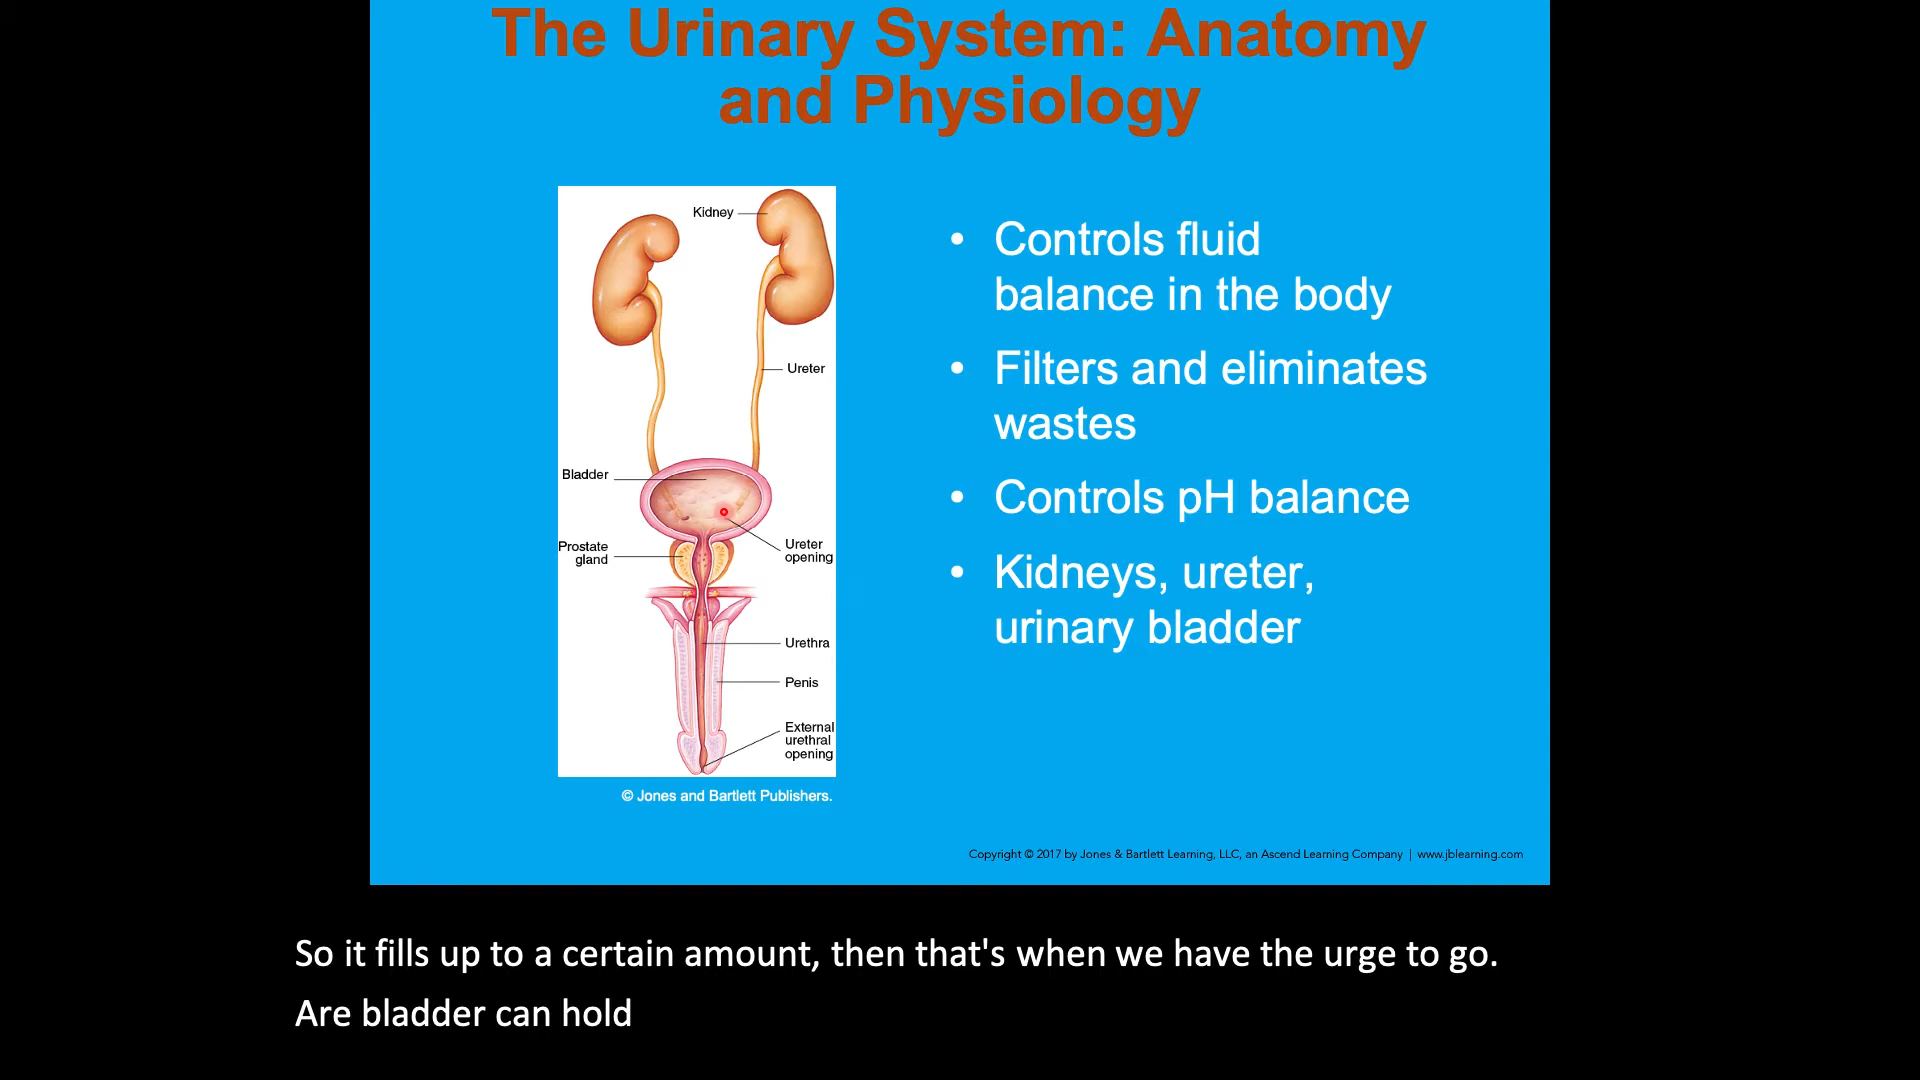 The Urinary System: Anatomy
and Physiology
Kidney
Ureter
Bladder
Prostate
gland
Ureter
opening
Urethra
Penis
External
urethral
opening
© Jones and Bartlett Publishers.
• Controls fluid
balance in the body
• Filters and eliminates
wastes
• Controls pH balance
• Kidneys, ureter,
urinary bladder
Copyright © 2017 by Jones & Bartlett Learning, LLC, an Ascend Learning Company | www.jblearning.com
So it fills up to a certain amount, then that's when we have the urge to go.
Are bladder can hold